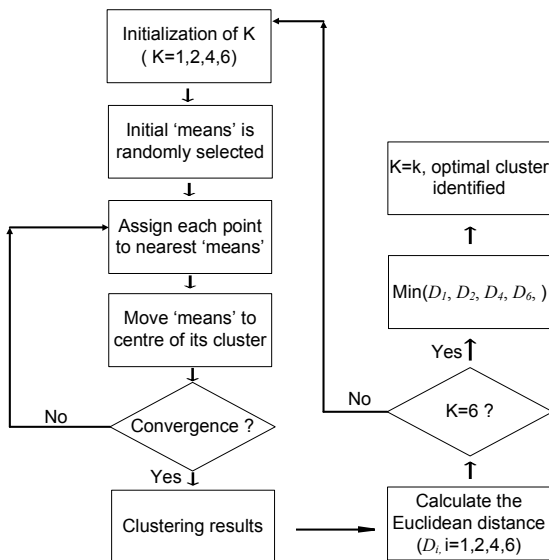 Initialization of K
( K=1,2,4,6)
Initial ‘means’ is
randomly selected
Assign each point
to nearest ‘means’
Move ‘means’ to
centre of its cluster
No
Convergence ?
Yes
Clustering results
Calculate the
Euclidean distance
(Di, i=1,2,4,6)
K=6 ?
No
Yes
Min(D1, D2, D4, D6, )
K=k, optimal cluster
identified